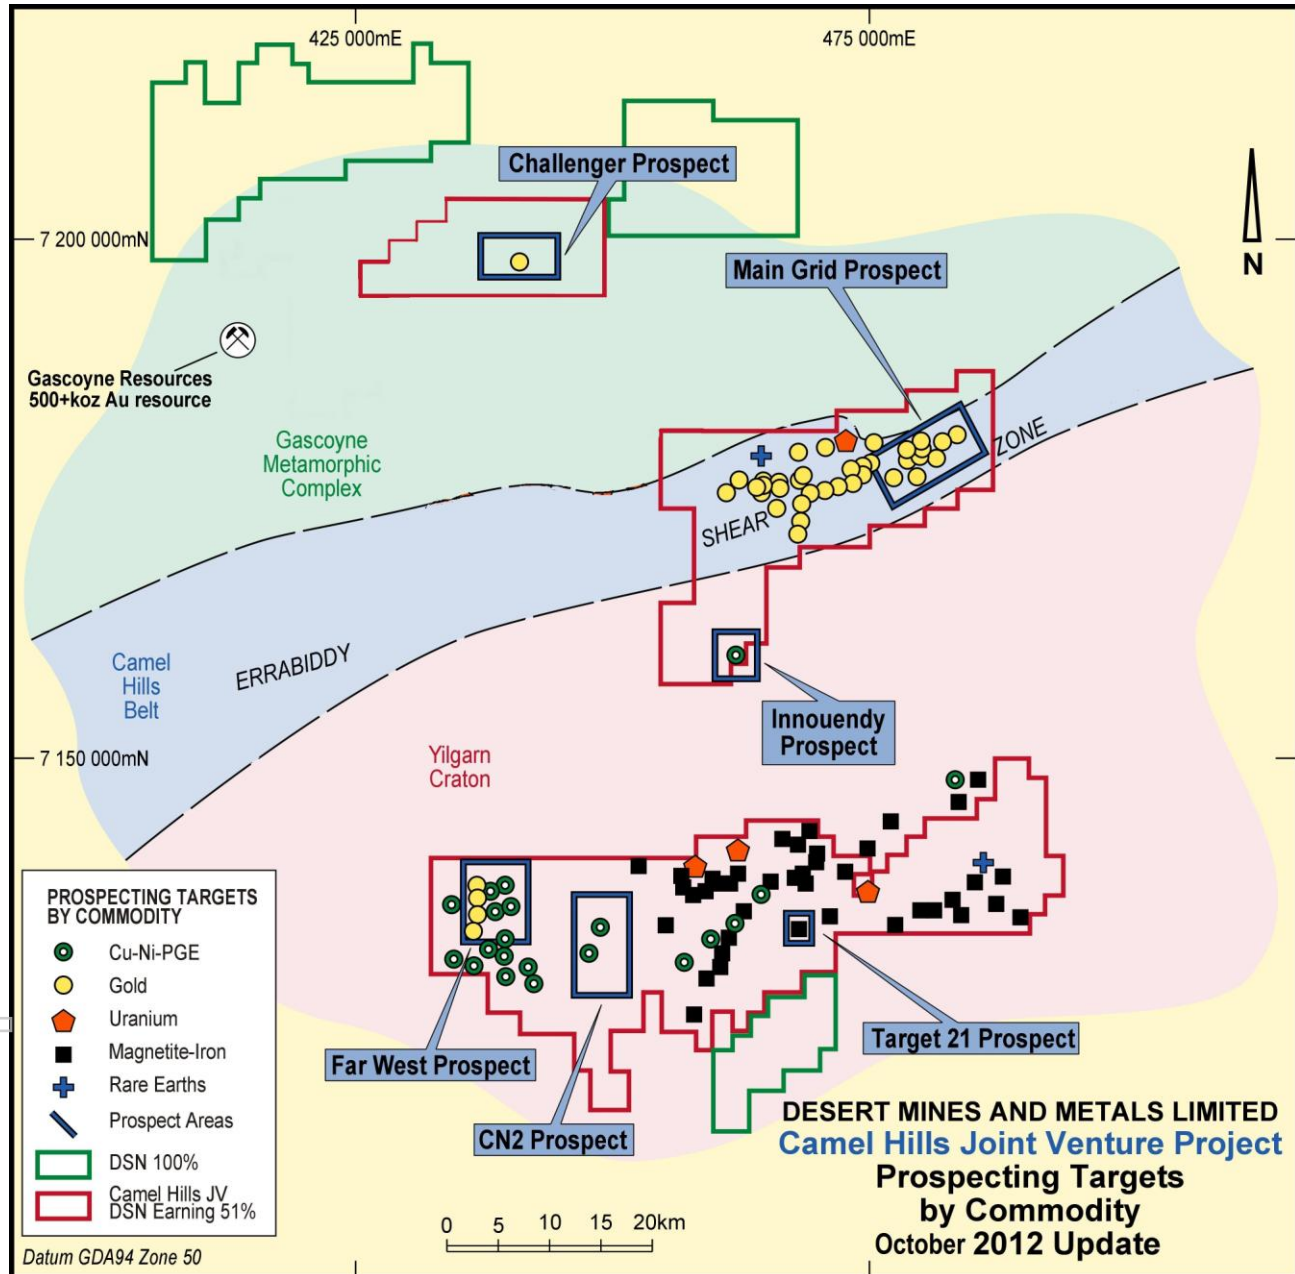 425 000mE
475 000mE
Challenger Prospect
7 200 000mN
Main Grid Prospect
N
Gascoyne Resources
500+koz Au resource
Gascoyne
Metamorphic
Complex
ZONE
SHEAR
ERRABIDDY
Camel
Hills
Belt
Innouendy
Prospect
7 150 000mN
Yilgarn
Craton
PROSPECTING TARGETS
BY COMMODITY
Cu-Ni-PGE
Gold
Uranium
Magnetite-Iron
Rare Earths
Prospect Areas
DSN 100%
Camel Hills JV
DSN Earning 51%
Datum GDA94 Zone 50
Far West Prospect
CN2 Prospect
Target 21 Prospect
0 5 10 15 20km
DESERT MINES AND METALS LIMITED
Camel Hills Joint Venture Project
Prospecting Targets
by Commodity
October 2012 Update